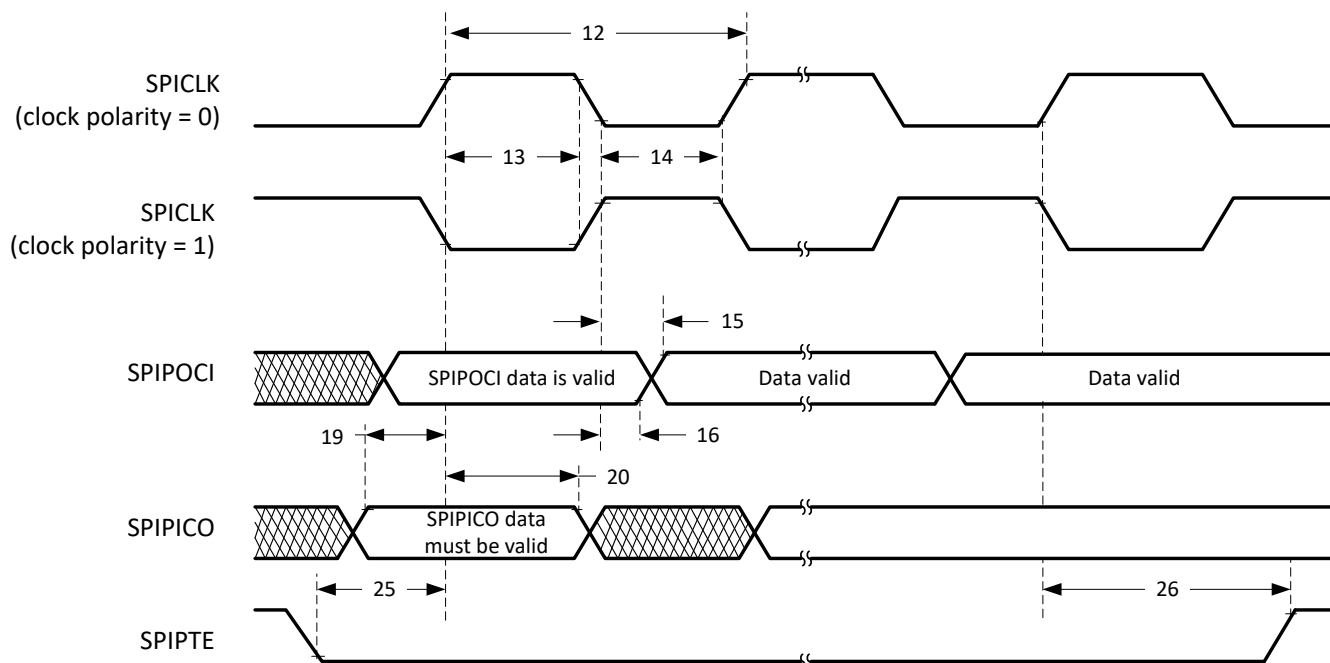 12
SPICLK
(clock polarity = 0)
13
14
SPICLK
(clock polarity = 1)
15
SPIPOCI
SPIPOCI data is valid
Data valid
Data valid
19
16
20
SPIPICO
SPIPICO data
must be valid
25
26
SPIPTE